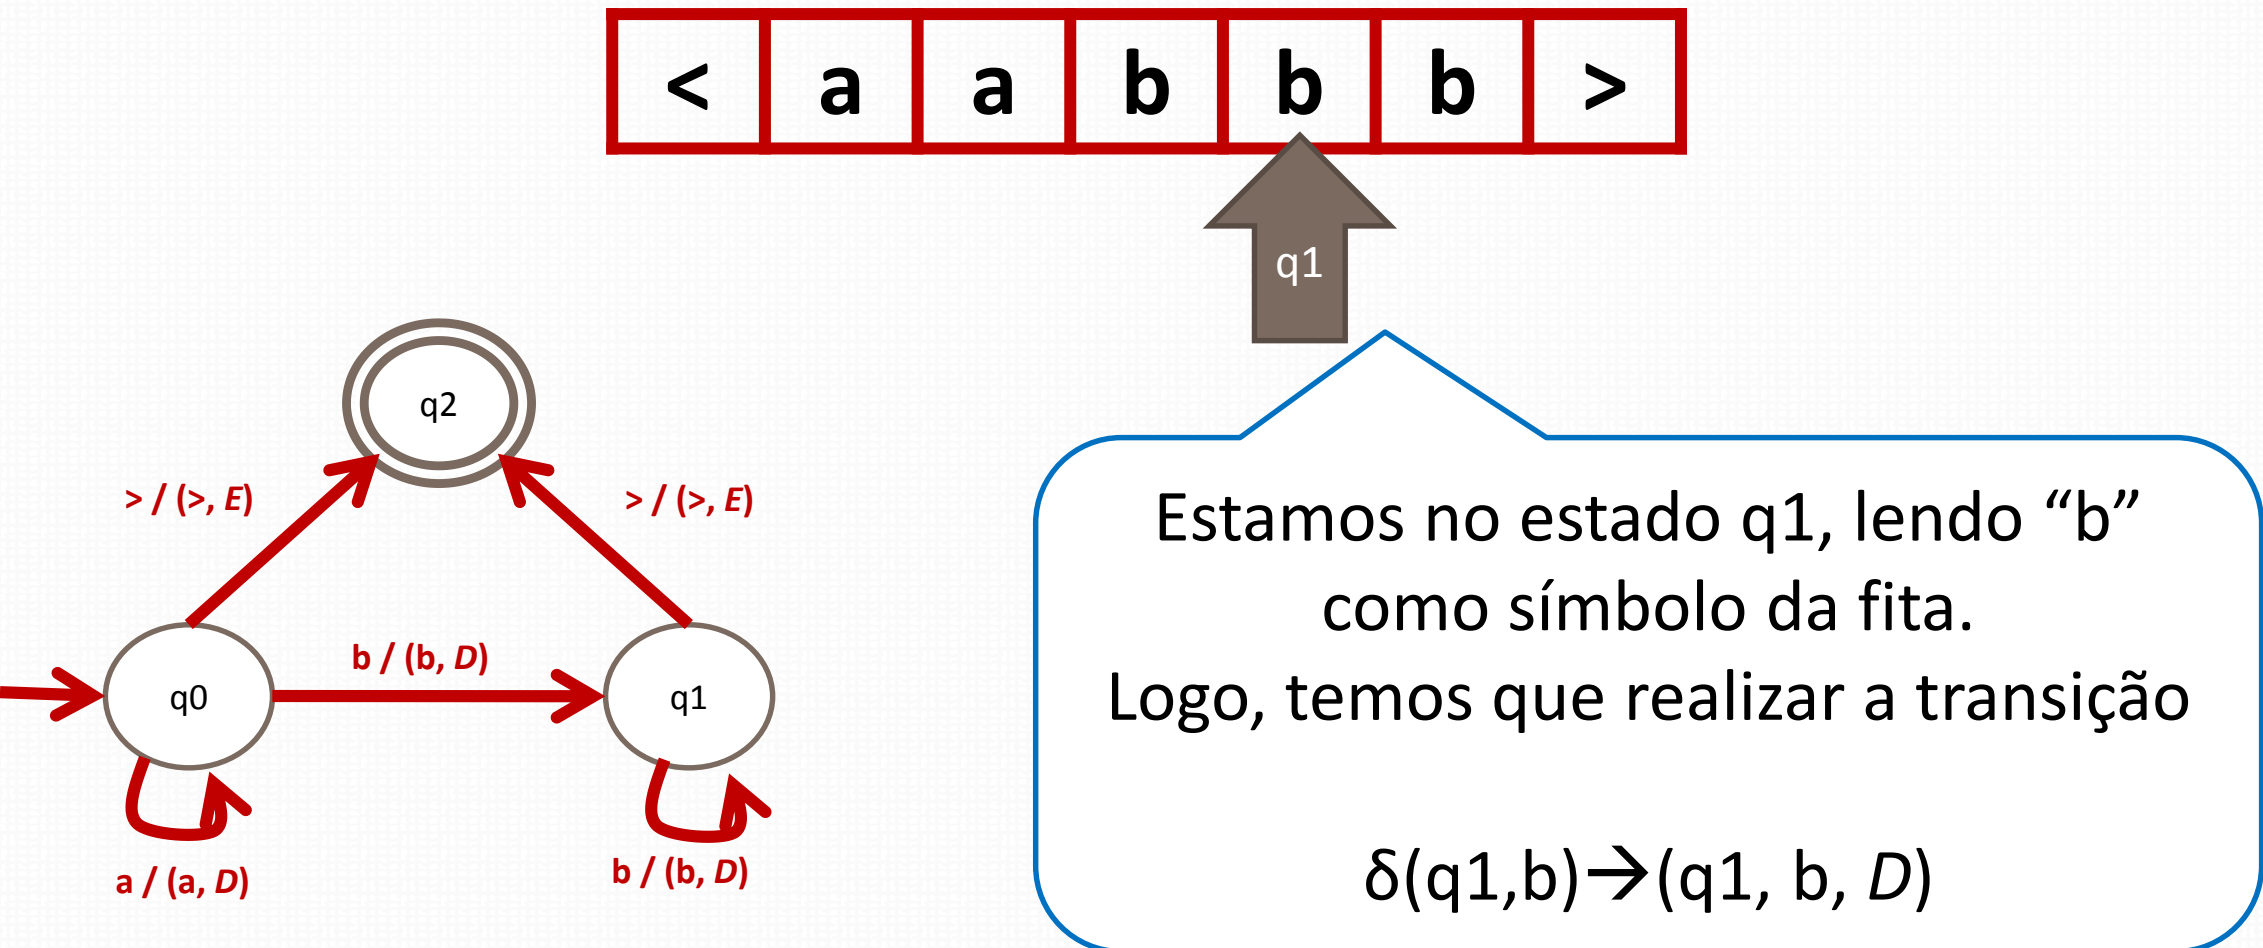 < a a b b b >
q1
q2
> / (>, E)
> / (>, E)
b / (b, D)
q0
q1
a / (a, D)
b / (b, D)
Estamos no estado q1, lendo “b”
como símbolo da fita.
Logo, temos que realizar a transição
δ(q1,b)→(q1, b, D)